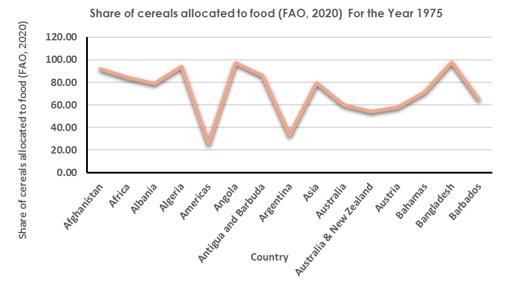 Share of cereals allocated to food (FAO, 2020)  For the Year 1975
Share of cereals allocated to food (FAO, 2020)
120.00
100.00
80.00
60.00
40.00
20.00
0.00
Afghanistan
Africa
Albania
Algeria
Americas
Angola
Antigua and Barbuda
Argentina
Asia
Australia
Australia & New Zealand
Austria
Bahamas
Bangladesh
Barbados
Country